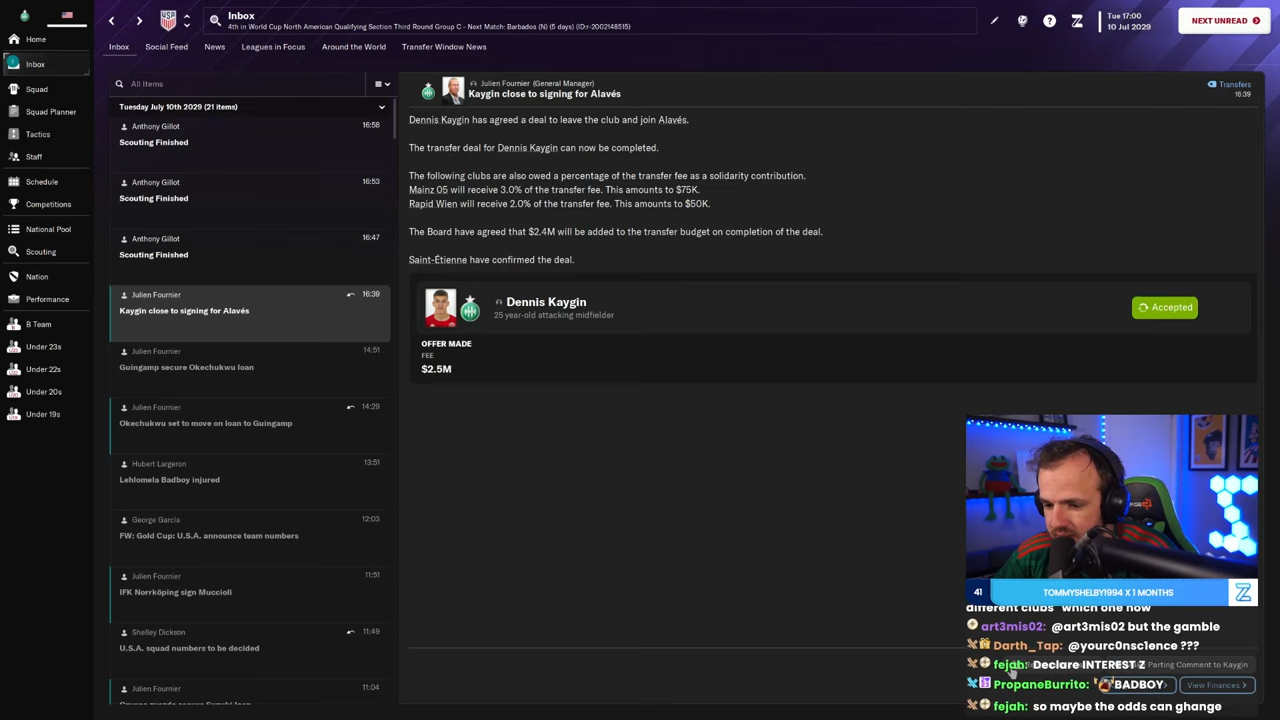 Inbox
4th in World Cup North American Qualifying Section Third Round Group C - Next Match: Barbados (N) (5 days) (ID:r-2002148515)
Tue 17:00
10 Jul 2029
NEXT UNREAD
Inbox
Social Feed
News
Leagues in Focus
Around the World
Transfer Window News
Home
Inbox
Squad
Squad Planner
Tactics
Staff
Schedule
Competitions
National Pool
Scouting
Nation
Performance
B Team
Under 23s
Under 22s
Under 20s
Under 19s
All Items
Tuesday July 10th 2029 (21 items)
Anthony Gillot 16:58
Scouting Finished
Anthony Gillot 16:53
Scouting Finished
Anthony Gillot 16:47
Scouting Finished
Julien Fournier 16:39
Kaygin close to signing for Alavés
Julien Fournier 14:51
Guingamp secure Okechukwu loan
Julien Fournier 14:29
Okechukwu set to move on loan to Guingamp
Hubert Largeron 13:51
Lehlomela Badboy injured
George Garcia 12:03
FW: Gold Cup: U.S.A. announce team numbers
Julien Fournier 11:51
IFK Norrköping sign Muccioli
Shelley Dickson 11:49
U.S.A. squad numbers to be decided
Julien Fournier 11:04
Julien Fournier (General Manager)
Kaygin close to signing for Alavés
Transfers
16:39
Dennis Kaygin has agreed a deal to leave the club and join Alavés.
The transfer deal for Dennis Kaygin can now be completed.
The following clubs are also owed a percentage of the transfer fee as a solidarity contribution.
Mainz 05 will receive 3.0% of the transfer fee. This amounts to $75K.
Rapid Wien will receive 2.0% of the transfer fee. This amounts to $50K.
The Board have agreed that $2.4M will be added to the transfer budget on completion of the deal.
Saint-Étienne have confirmed the deal.
Dennis Kaygin
25 year-old attacking midfielder
Accepted
OFFER MADE
FEE
$2.5M
41 TOMMYSHELBY1994 X 1 MONTHS
different clubs" which one now
art3mis02: @art3mis02 but the gamble
Darth_Tap: @yourc0nsc1ence ???
fejah: Declare INTEREST Z
Parting Comment to Kaygin
PropaneBurrito: BADBOY
View Finances
fejah: so maybe the odds can ghange